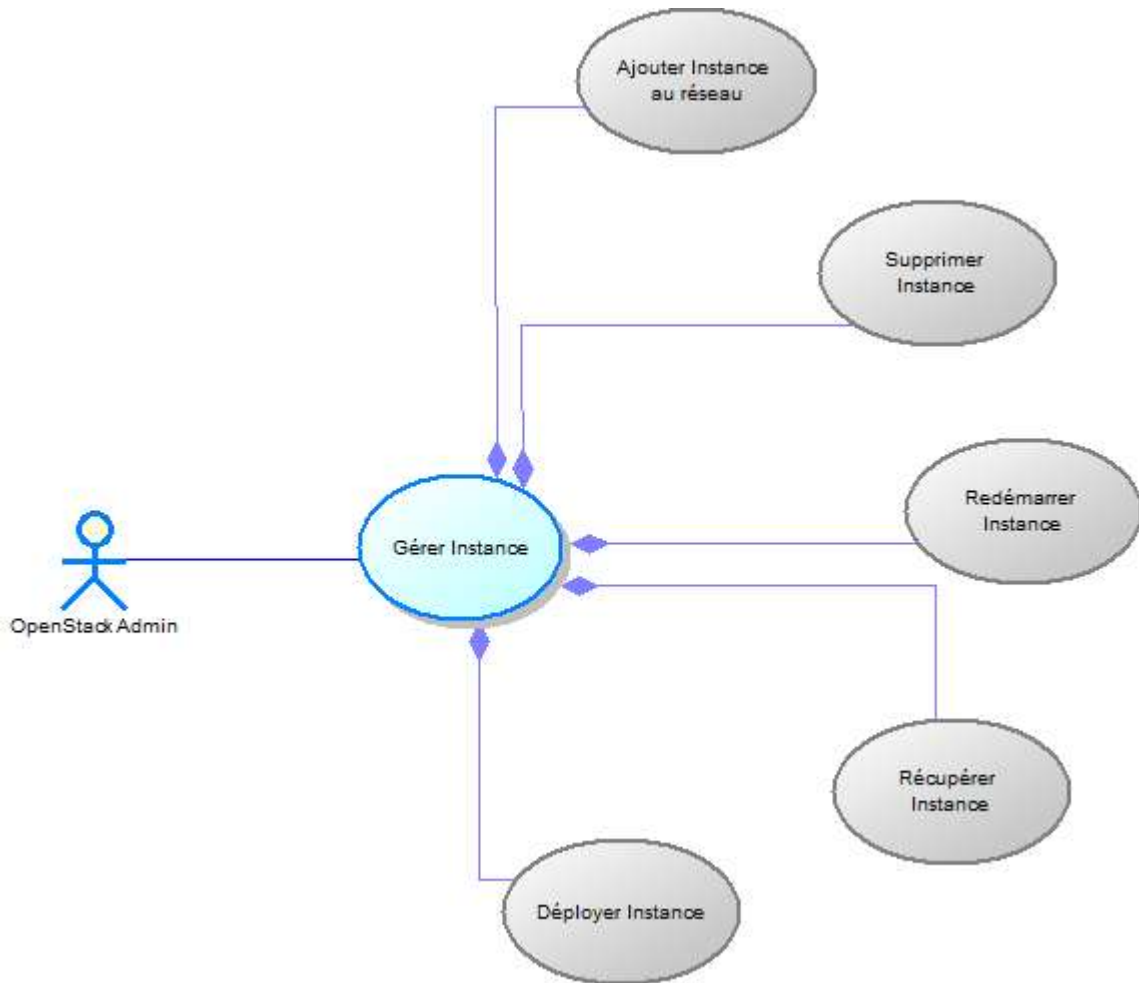 Ajouter Instance
au réseau
Supprimer
Instance
Redémarrer
Instance
Gérer Instance
OpenStack Admin
Récupérer
Instance
Déployer Instance